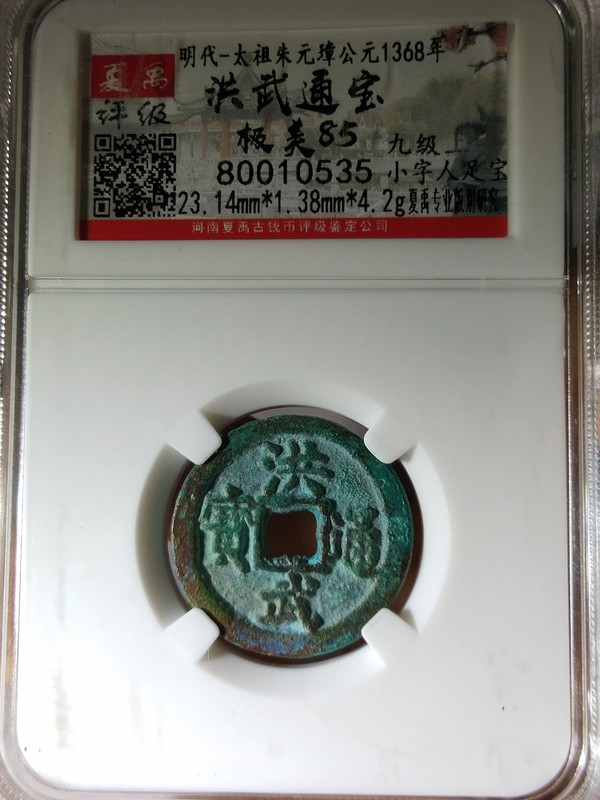 明代-太祖朱元璋公元1368年
夏禹
评级
洪武通宝
极美85
九级上
80010535
小字人足宝
23.14mm*1.38mm*4.2g
夏禹专业版别研究
河南夏禹古钱币评级鉴定公司
洪
武
通
寳